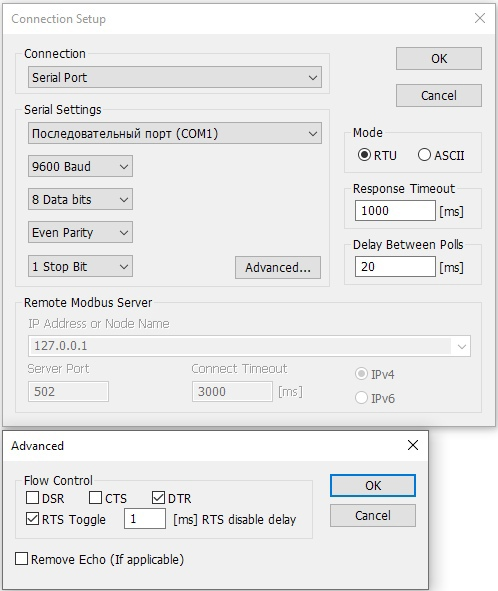 Connection Setup
Connection
OK
Serial Port
Cancel
Serial Settings
Последовательный порт (COM1)
Mode
RTU ASCII
9600 Baud
Response Timeout
8 Data bits
1000 [ms]
Even Parity
Delay Between Polls
1 Stop Bit
Advanced...
20 [ms]
Remote Modbus Server
IP Address or Node Name
127.0.0.1
Server Port Connect Timeout
IPv4
502 3000 [ms]
IPv6
Advanced
Flow Control
OK
DSR CTS DTR
RTS Toggle 1 [ms] RTS disable delay
Cancel
Remove Echo (If applicable)